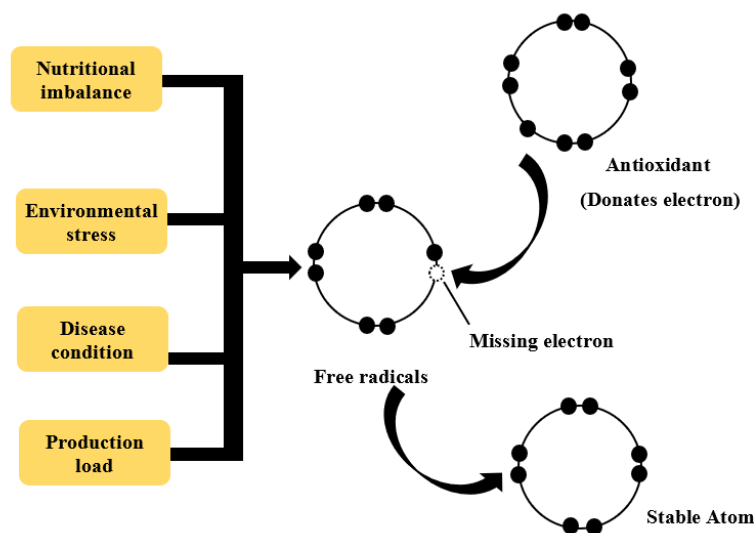 Nutritional
imbalance
Environmental
stress
Disease
condition
Production
load
Antioxidant
(Donates electron)
Missing electron
Free radicals
Stable Atom